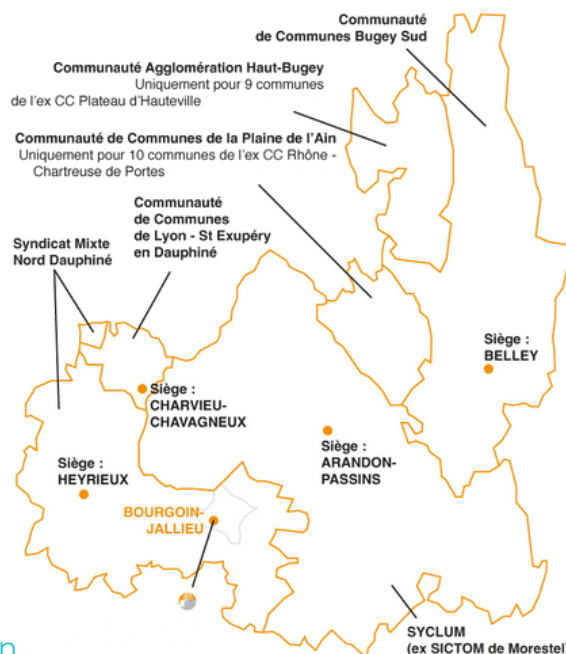 Communauté
de Communes Bugey Sud
Communauté Agglomération Haut-Bugey
Uniquement pour 9 communes
de l'ex CC Plateau d'Hauteville
Communauté de Communes de la Plaine de l'Ain
Uniquement pour 10 communes de l'ex CC Rhône -
Chartreuse de Portes
Communauté
de Communes
de Lyon - St Exupéry
en Dauphiné
Syndicat Mixte
Nord Dauphiné
Siège :
BELLEY
Siège :
CHARVIEU-
CHAVAGNEUX
Siège :
ARANDON-
PASSINS
Siège :
HEYRIEUX
BOURGOIN-
JALLIEU
SYCLUM
(ex SICTOM de Morestel)
n